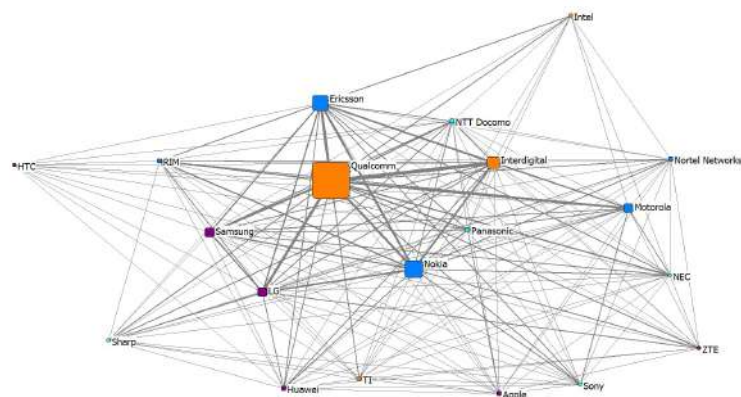 Intel
Ericsson
NTT Docomo
HTC
RIM
Qualcomm
Interdigital
Nortel Networks
Motorola
Samsung
Panasonic
Nokia
NEC
LG
Sharp
ZTE
Huawei
TI
Apple
Sony